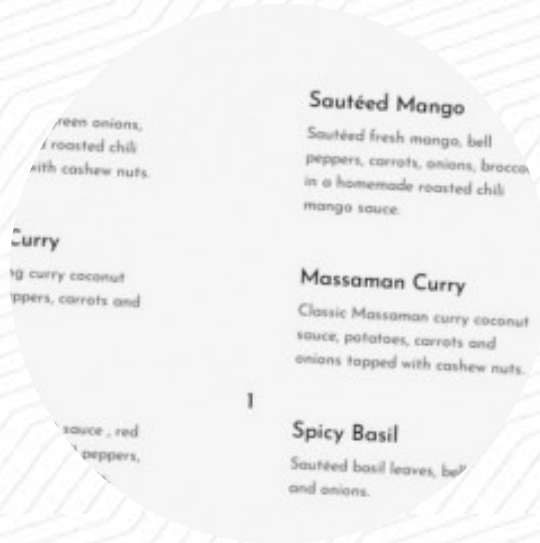 reen onions,
roasted chili
with cashew nuts.
Curry
curry coconut
carrots and
sauce , red
peppers,
1
Sautéed Mango
Sautéed fresh mango, bell
peppers, carrots, onions, brocco
in a homemade roasted chili
mango sauce.
Massaman Curry
Classic Massaman curry coconut
sauce, potatoes, carrots and
onions topped with cashew nuts.
Spicy Basil
Sautéed basil leaves, bell
and onions.